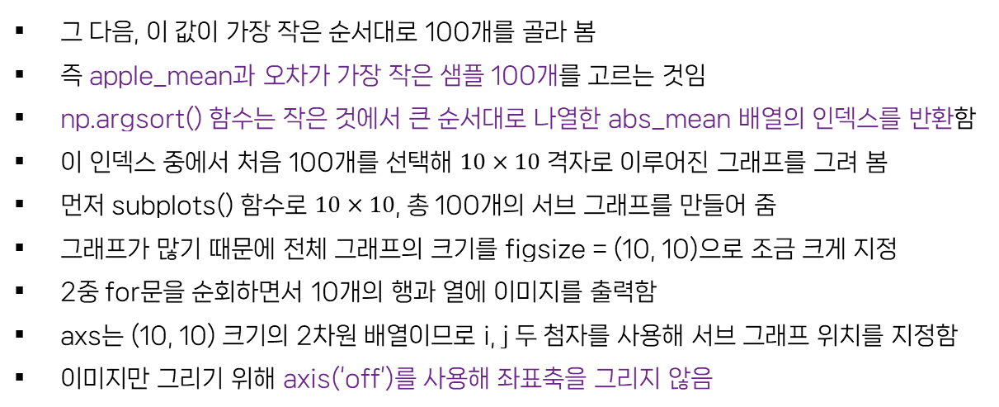 ▪ 그 다음, 이 값이 가장 작은 순서대로 100개를 골라 봄
▪ 즉 apple_mean과 오차가 가장 작은 샘플 100개를 고르는 것임
▪ np.argsort() 함수는 작은 것에서 큰 순서대로 나열한 abs_mean 배열의 인덱스를 반환함
▪ 이 인덱스 중에서 처음 100개를 선택해 10 × 10 격자로 이루어진 그래프를 그려 봄
▪ 먼저 subplots() 함수로 10 × 10, 총 100개의 서브 그래프를 만들어 줌
▪ 그래프가 많기 때문에 전체 그래프의 크기를 figsize = (10, 10)으로 조금 크게 지정
▪ 2중 for문을 순회하면서 10개의 행과 열에 이미지를 출력함
▪ axs는 (10, 10) 크기의 2차원 배열이므로 i, j 두 첨자를 사용해 서브 그래프 위치를 지정함
▪ 이미지만 그리기 위해 axis(‘off’)를 사용해 좌표축을 그리지 않음